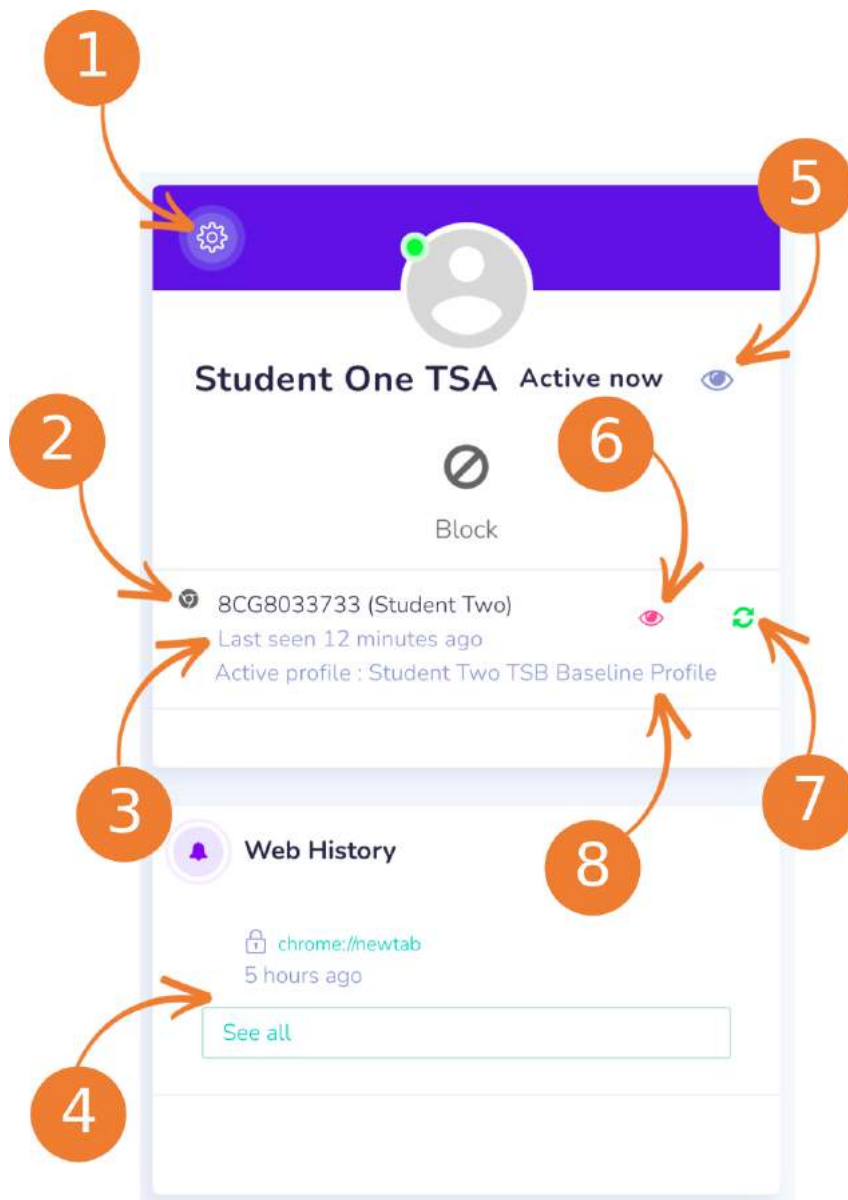 1
5
Student One TSA Active now
2
6
Block
8CG8033733 (Student Two)
Last seen 12 minutes ago
Active profile : Student Two TSB Baseline Profile
3
7
8
Web History
chrome://newtab
5 hours ago
See all
4